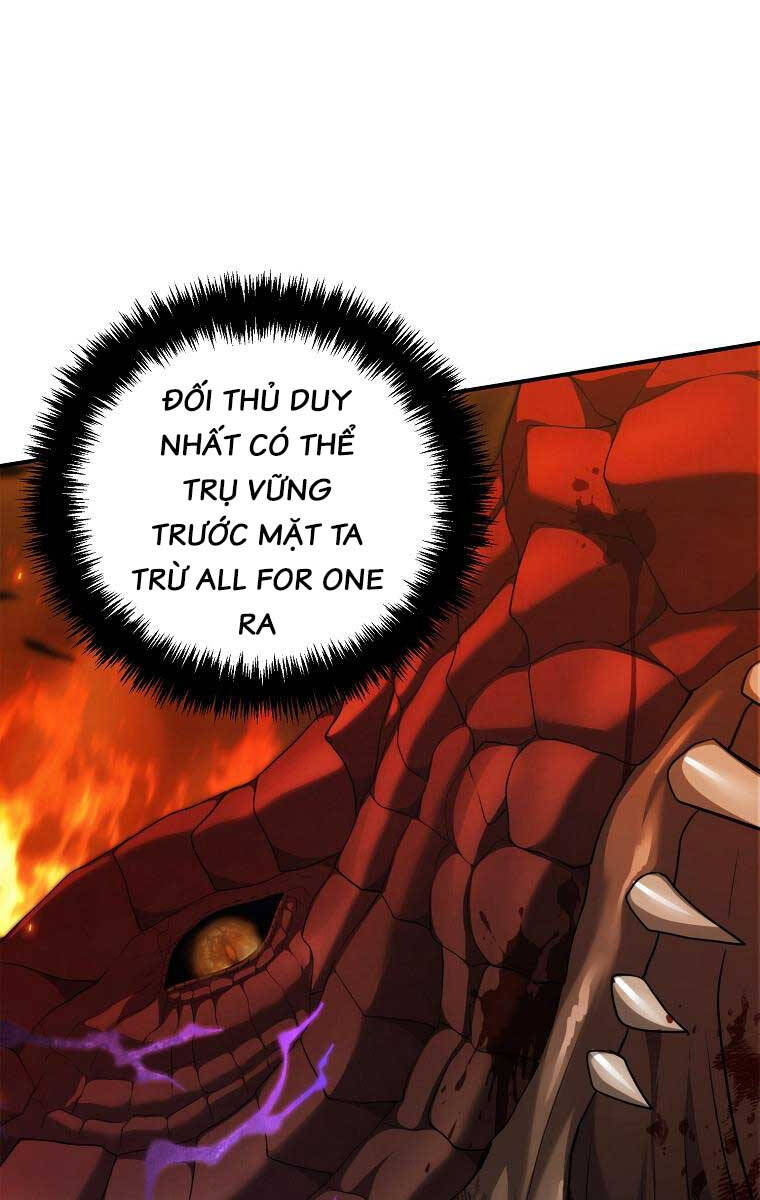 ĐỐI THỦ DUY
NHẤT CÓ THỂ
TRỤ VỮNG
TRƯỚC MẶT TA
TRỪ ALL FOR ONE
RA